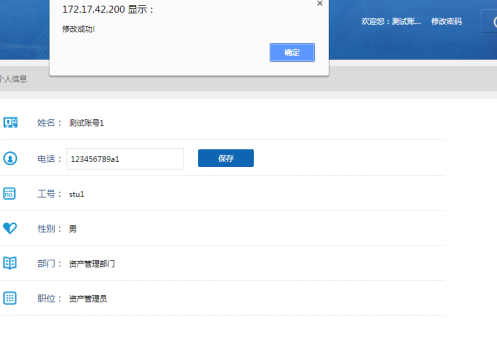 172.17.42.200 显示：
修改成功!
确定
欢迎您：测试账... 修改密码
个人信息
姓名： 测试账号1
电话： 123456789a1 保存
工号： stu1
性别： 男
部门： 资产管理部门
职位： 资产管理员